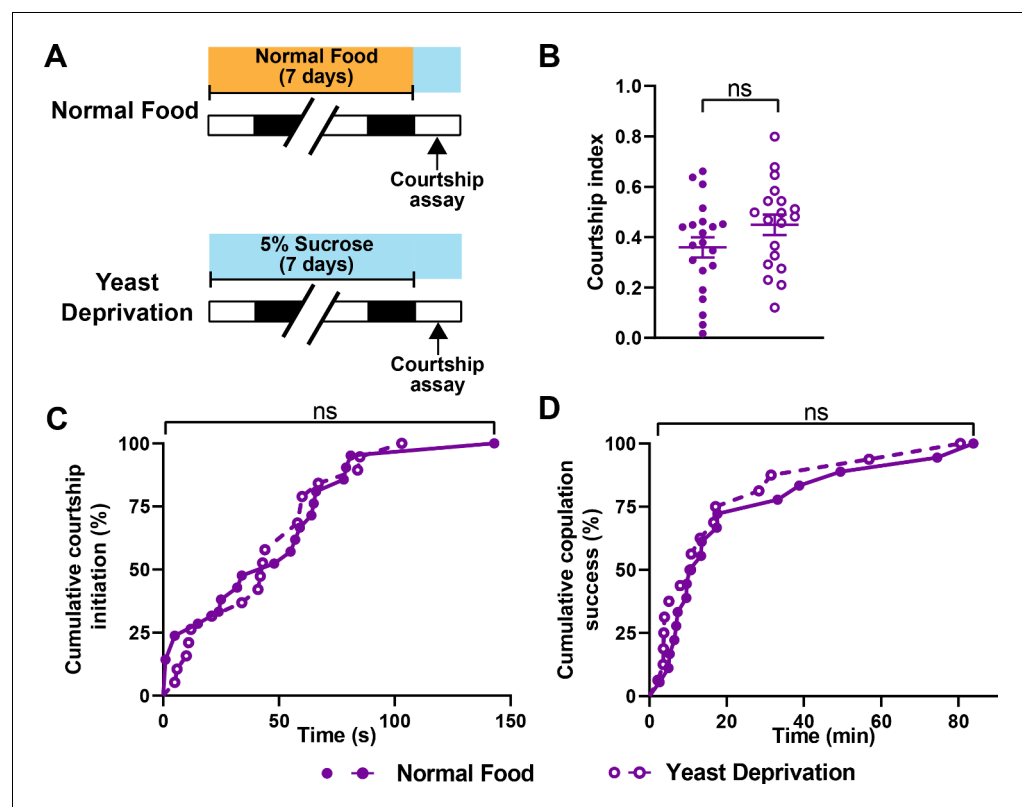 A
Normal Food
(7 days)
Normal Food
Courtship
assay
5% Sucrose
(7 days)
Yeast
Deprivation
Courtship
assay
B
ns
1.0
0.8
0.6
0.4
0.2
0.0
Courtship index
C
ns
100
75
50
25
0
Cumulative courtship
initiation (%)
0 50 100 150
Time (s)
D
ns
100
75
50
25
0
Cumulative copulation
success (%)
0 20 40 60 80
Time (min)
Normal Food
Yeast Deprivation